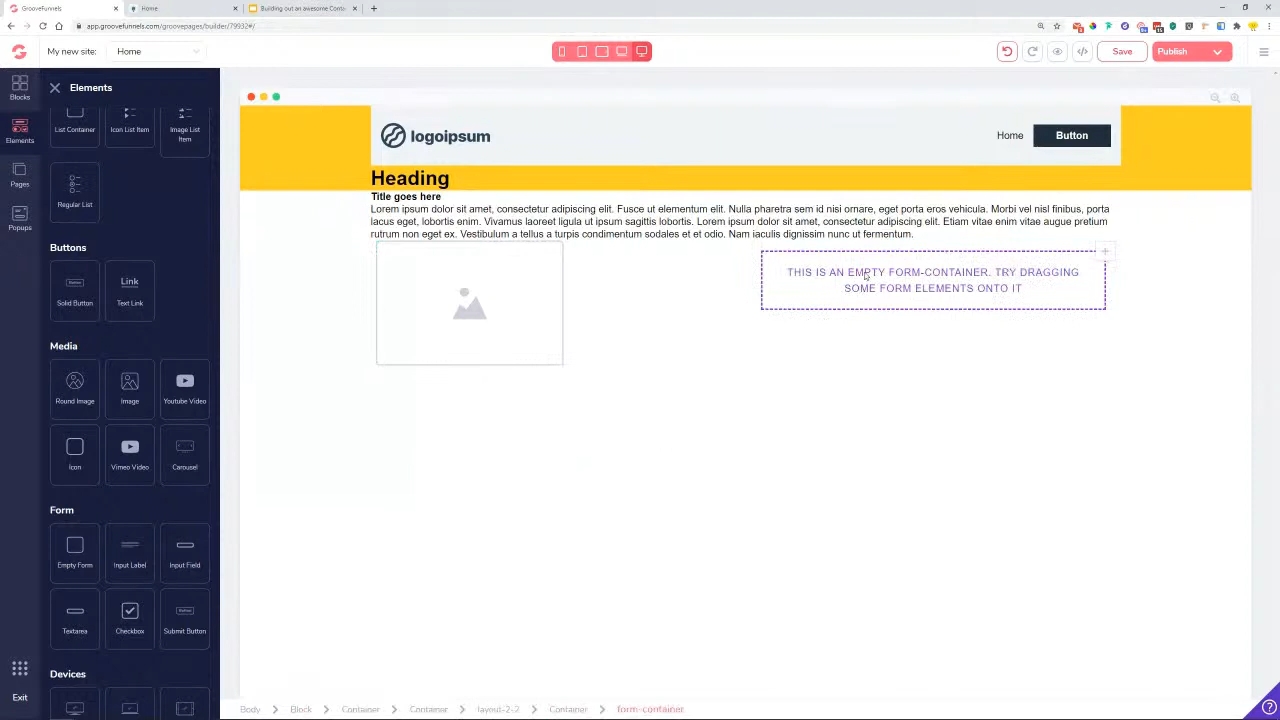 GrooveFunnels
Home
Building out an awesome Conta
app.groovefunnels.com/groovepages/builder/79932#/
My new site:
Home
Save
Publish
Blocks
Elements
Pages
Popups
Exit
Elements
List Container
Icon List Item
Image List
Item
Regular List
Buttons
Button
Solid Button
Link
Text Link
Media
Round Image
Image
Youtube Video
Icon
Vimeo Video
Carousel
Form
Empty Form
Input Label
Input Field
Textarea
Checkbox
Button
Submit Button
Devices
logoipsum
Home
Button
Heading
Title goes here
Lorem ipsum dolor sit amet, consectetur adipiscing elit. Fusce ut elementum elit. Nulla pharetra sem id nisi ornare, eget porta eros vehicula. Morbi vel nisl finibus, porta
lacus eget, lobortis enim. Vivamus laoreet ligula ut ipsum sagittis lobortis. Lorem ipsum dolor sit amet, consectetur adipiscing elit. Etiam vitae enim vitae augue pretium
rutrum non eget ex. Vestibulum a tellus a turpis condimentum sodales et et odio. Nam iaculis dignissim nunc ut fermentum.
THIS IS AN EMPTY FORM-CONTAINER. TRY DRAGGING
SOME FORM ELEMENTS ONTO IT
Body
Block
Container
Container
layout-2-2
Container
form-container